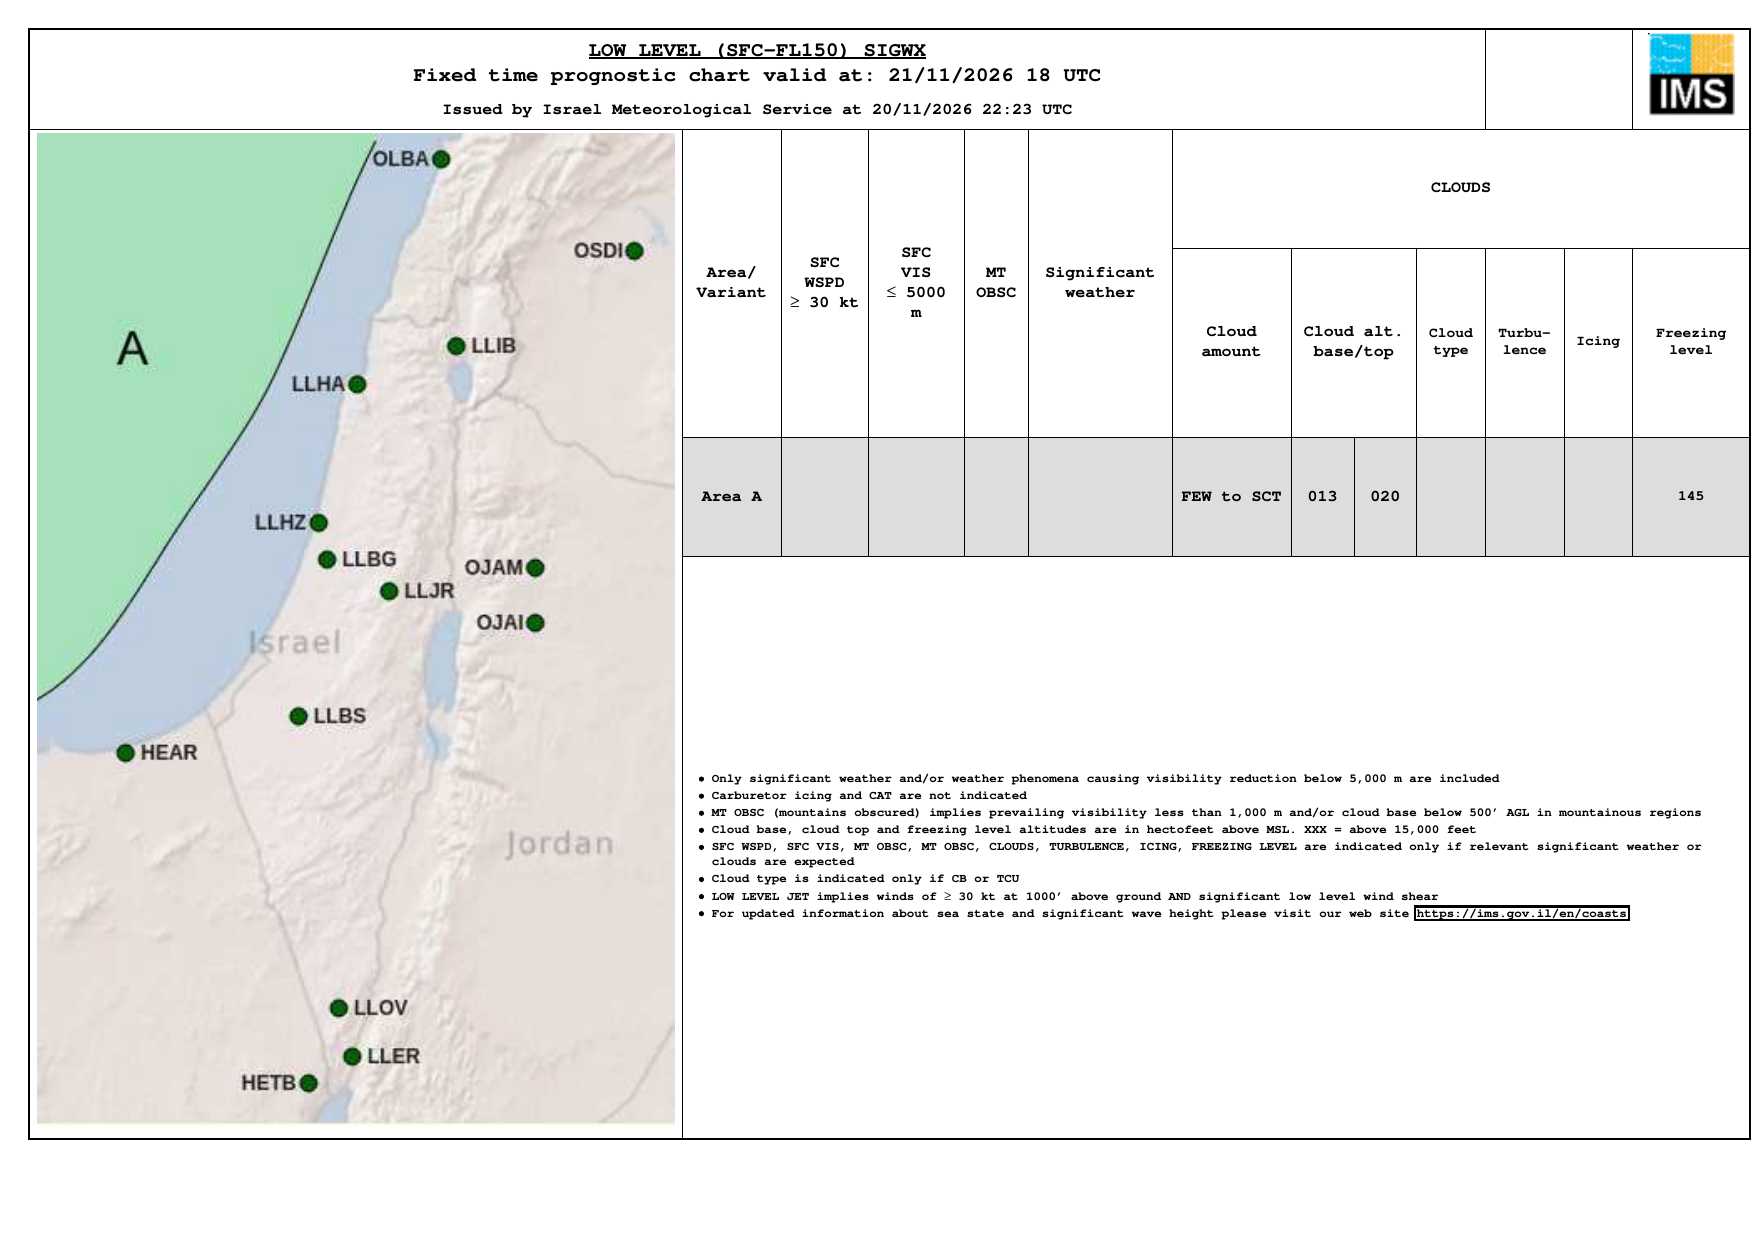 LOW LEVEL (SFC-FL150) SIGWX
Fixed time prognostic chart valid at: 21/11/2026 18 UTC
Issued by Israel Meteorological Service at 20/11/2026 22:23 UTC
IMS
OLBA
OSDI
A
LLIB
LLHA
LLHZ
LLBG
OJAM
LLJR
OJAI
Israel
LLBS
HEAR
Jordan
LLOV
LLER
HETB
Area/
Variant
SFC
WSPD
≥ 30 kt
SFC
VIS
≤ 5000
m
MT
OBSC
Significant
weather
CLOUDS
Cloud
amount
Cloud alt.
base/top
Cloud
type
Turbu-
lence
Icing
Freezing
level
Area A
FEW to SCT
013
020
145
• Only significant weather and/or weather phenomena causing visibility reduction below 5,000 m are included
• Carburetor icing and CAT are not indicated
• MT OBSC (mountains obscured) implies prevailing visibility less than 1,000 m and/or cloud base below 500′ AGL in mountainous regions
• Cloud base, cloud top and freezing level altitudes are in hectofeet above MSL. XXX = above 15,000 feet
• SFC WSPD, SFC VIS, MT OBSC, MT OBSC, CLOUDS, TURBULENCE, ICING, FREEZING LEVEL are indicated only if relevant significant weather or
clouds are expected
• Cloud type is indicated only if CB or TCU
• LOW LEVEL JET implies winds of ≥ 30 kt at 1000′ above ground AND significant low level wind shear
• For updated information about sea state and significant wave height please visit our web site https://ims.gov.il/en/coasts